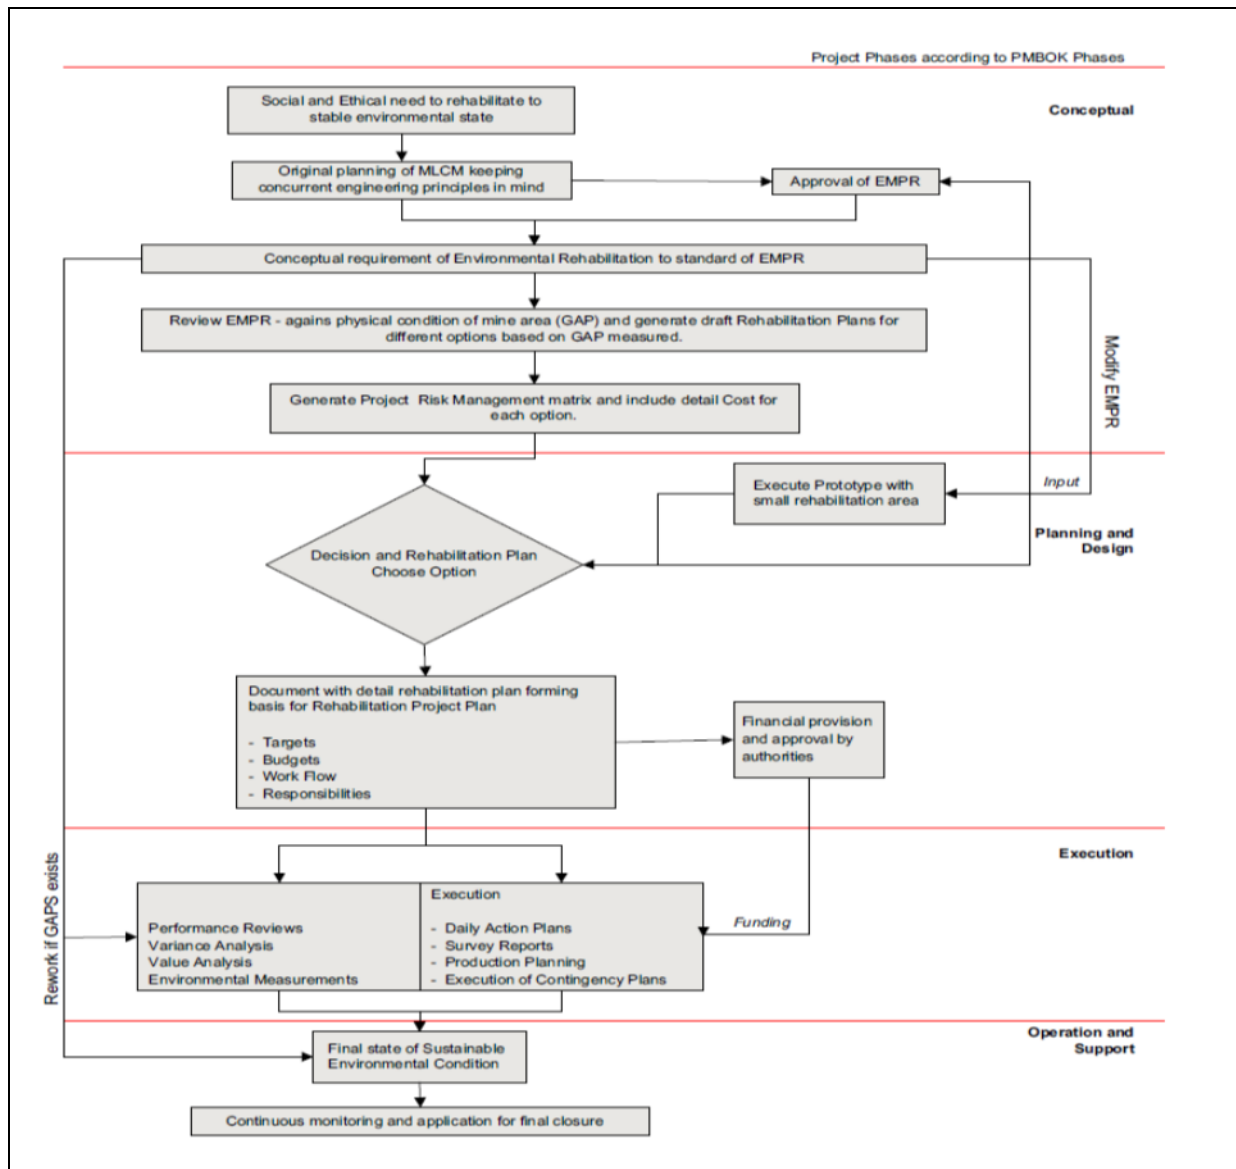 Project Phases according to PMBOK Phases
Social and Ethical need to rehabilitate to
stable environmental state
Conceptual
Original planning of MLCM keeping
concurrent engineering principles in mind
Approval of EMPR
Conceptual requirement of Environmental Rehabilitation to standard of EMPR
Review EMPR - agains physical condition of mine area (GAP) and generate draft Rehabilitation Plans for
different options based on GAP measured.
Modify EMPR
Generate Project Risk Management matrix and include detail Cost for
each option.
Execute Prototype with
small rehabilitation area
Input
Planning and
Design
Decision and Rehabilitation Plan
Choose Option
Document with detail rehabilitation plan forming
basis for Rehabilitation Project Plan
- Targets
- Budgets
- Work Flow
- Responsibilities
Financial provision
and approval by
authorities
Execution
Rework if GAPS exists
Performance Reviews
Variance Analysis
Value Analysis
Environmental Measurements
Execution
- Daily Action Plans
- Survey Reports
- Production Planning
- Execution of Contingency Plans
Funding
Operation and
Support
Final state of Sustainable
Environmental Condition
Continuous monitoring and application for final closure